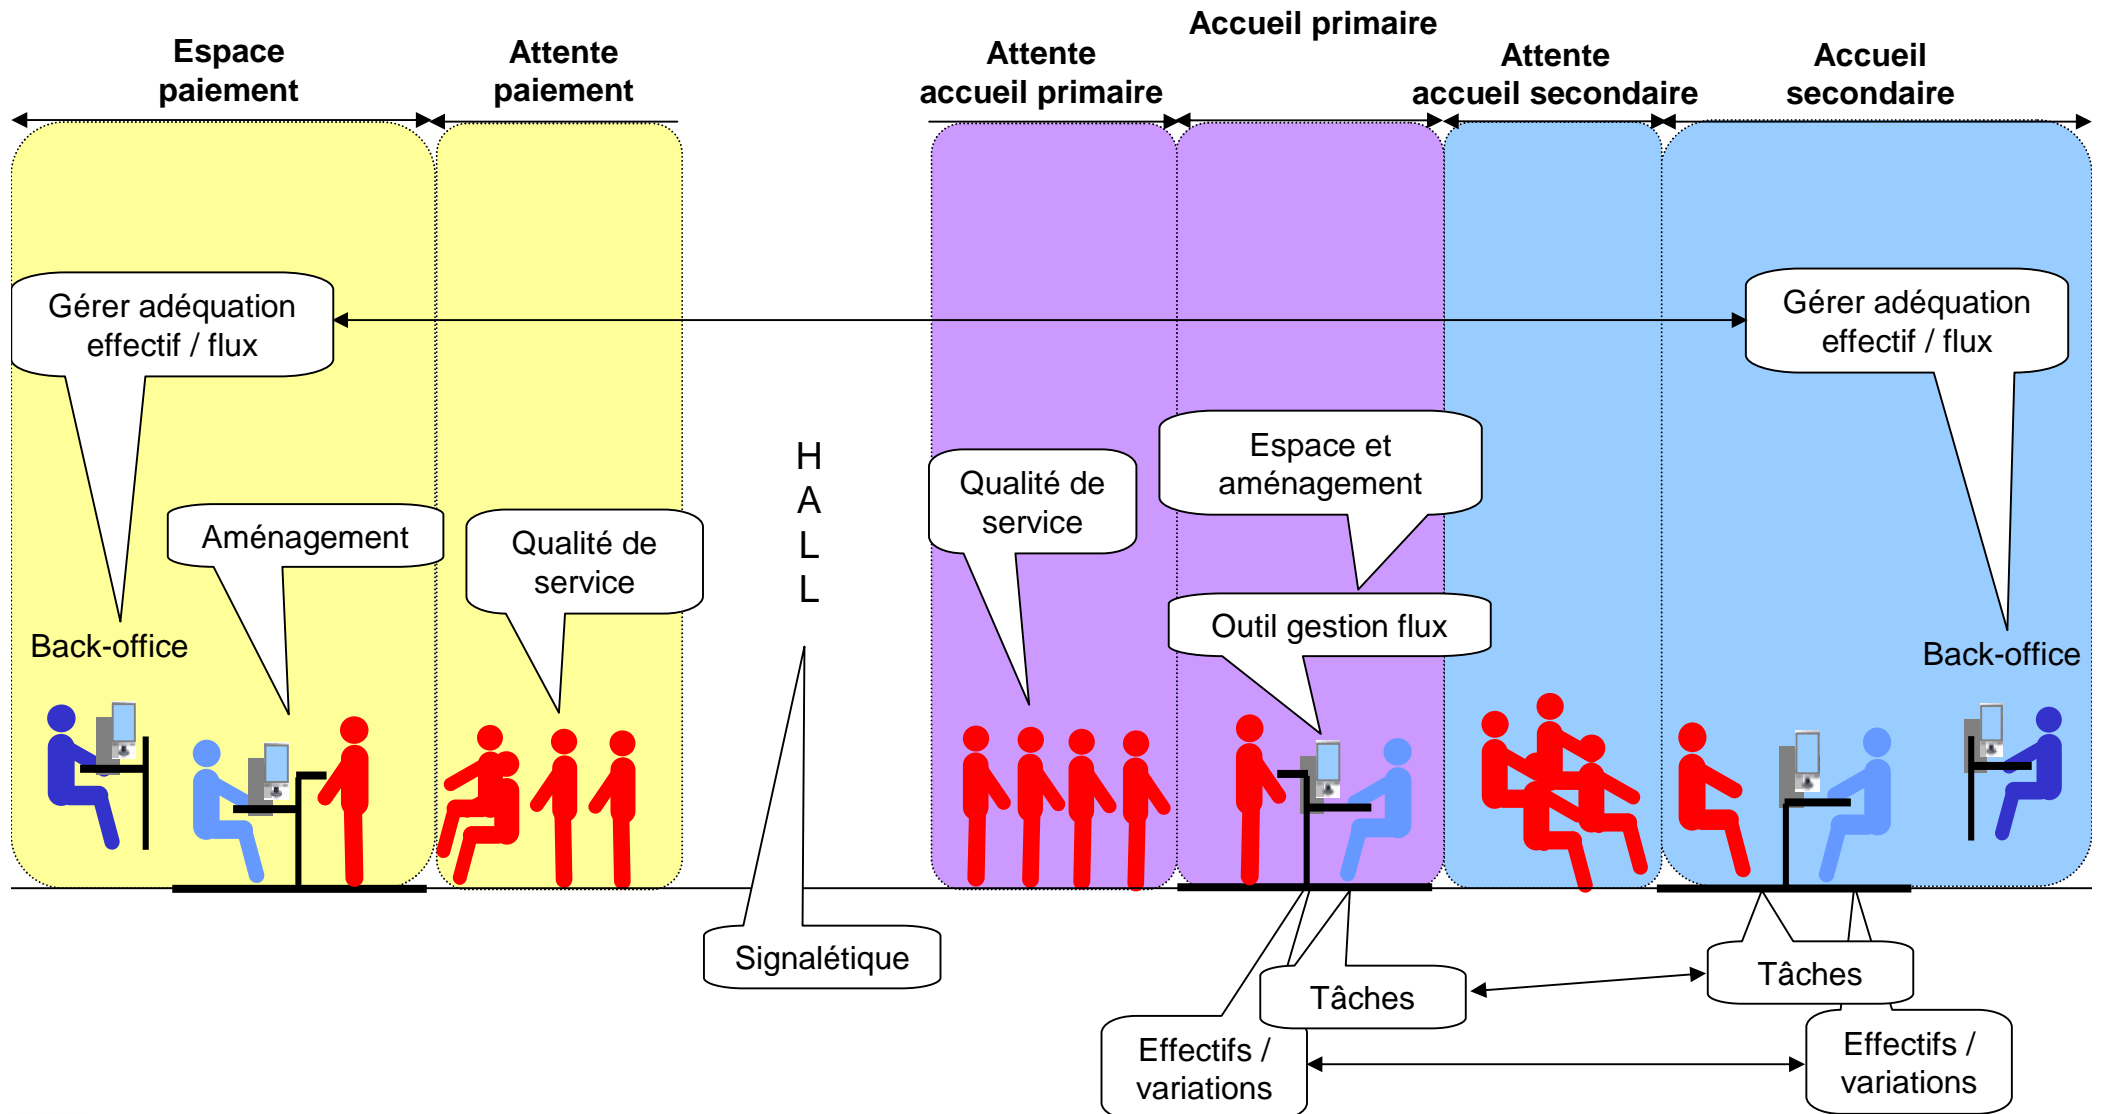 Espace
paiement
Attente
paiement
Attente
accueil primaire
Accueil primaire
Attente
accueil secondaire
Accueil
secondaire
Gérer adéquation
effectif / flux
Gérer adéquation
effectif / flux
Aménagement
Qualité de
service
H
A
L
L
Qualité de
service
Espace et
aménagement
Outil gestion flux
Back-office
Back-office
Signalétique
Tâches
Tâches
Effectifs /
variations
Effectifs /
variations